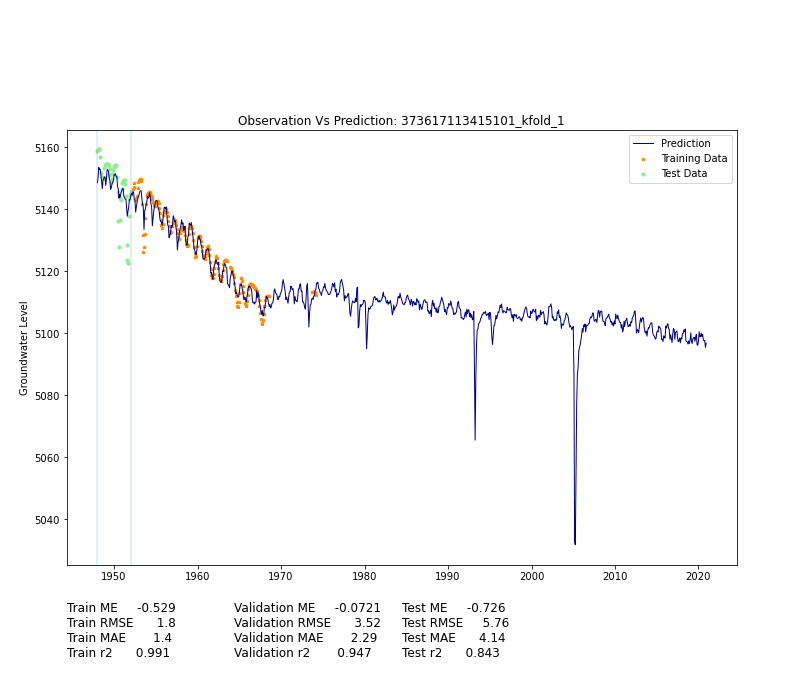 Observation Vs Prediction: 373617113415101_kfold_1
Prediction
Training Data
Test Data
Groundwater Level
5160
5140
5120
5100
5080
5060
5040
1950 1960 1970 1980 1990 2000 2010 2020
Train ME -0.529 Validation ME -0.0721 Test ME -0.726
Train RMSE 1.8 Validation RMSE 3.52 Test RMSE 5.76
Train MAE 1.4 Validation MAE 2.29 Test MAE 4.14
Train r2 0.991 Validation r2 0.947 Test r2 0.843